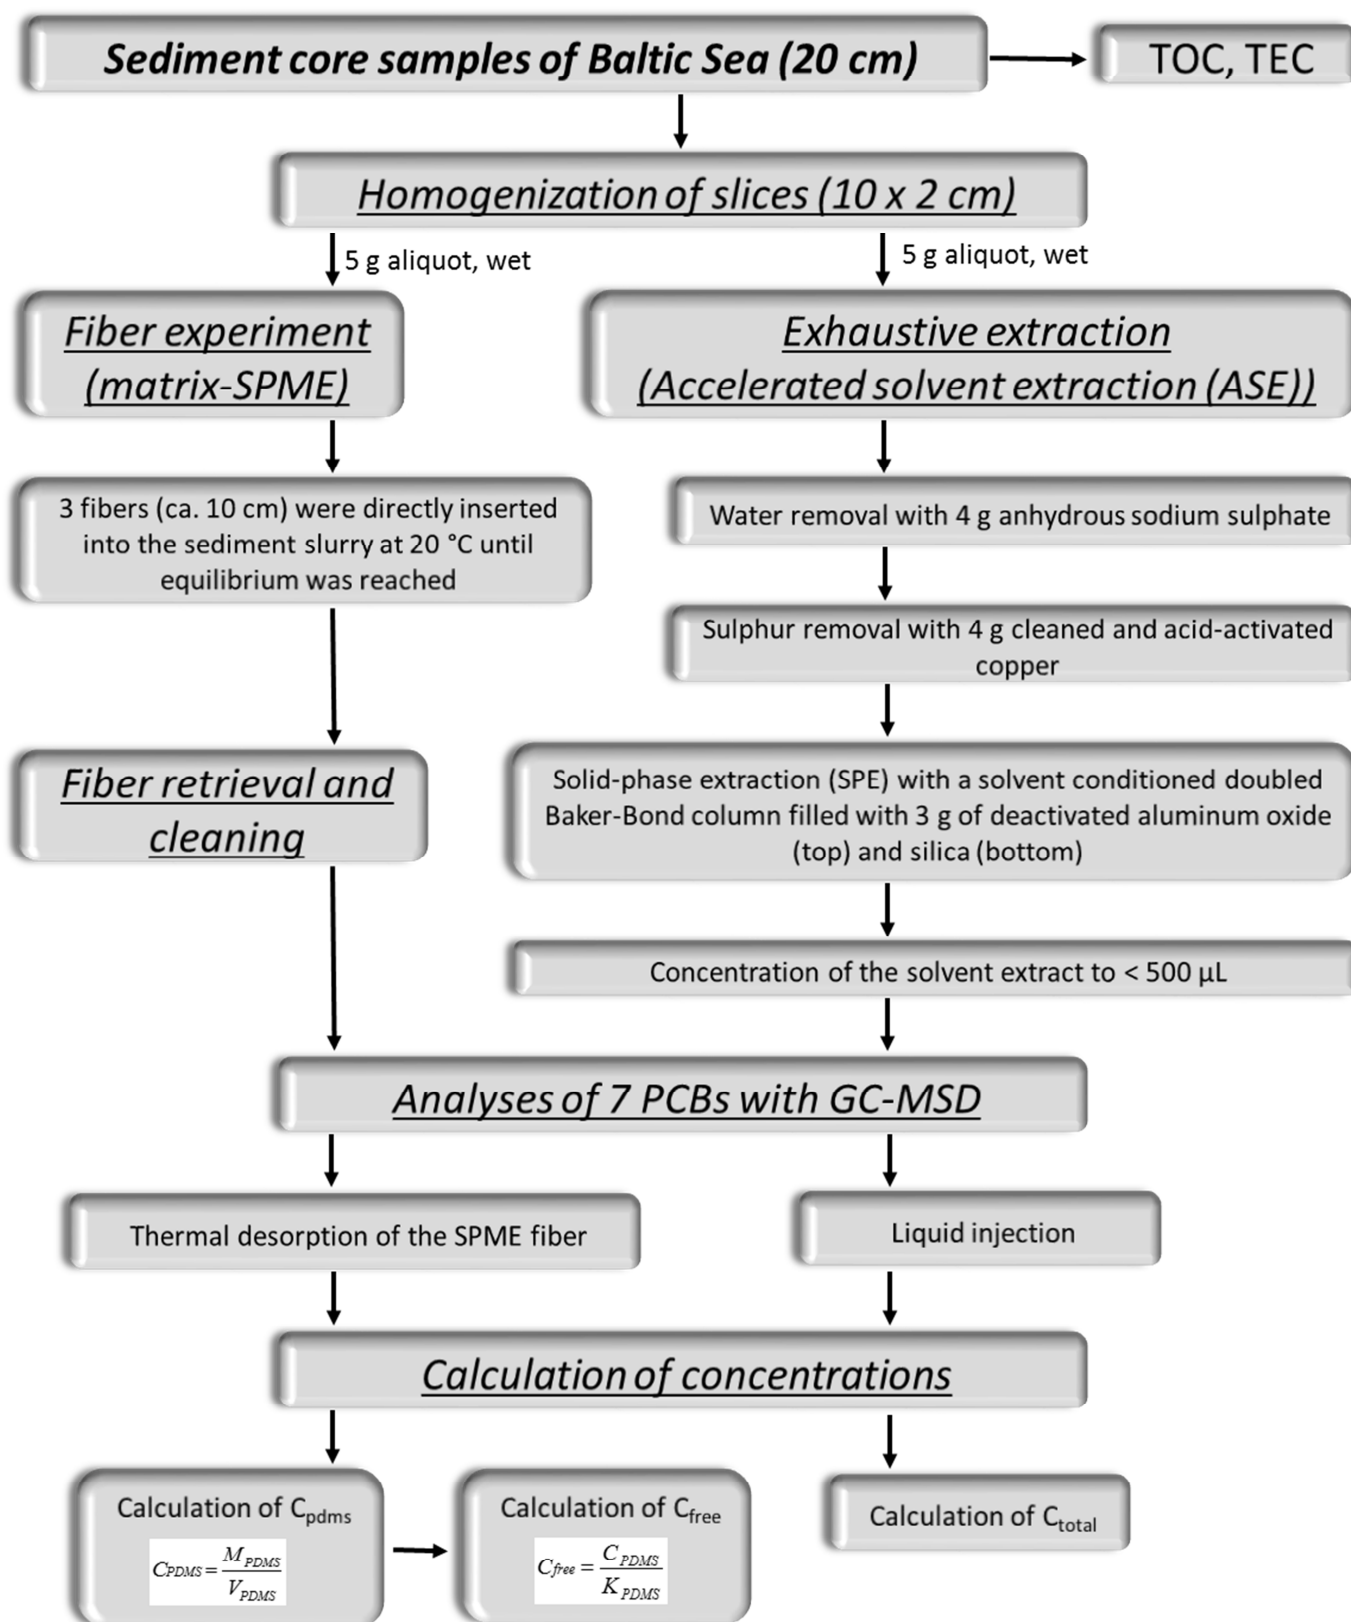 Sediment core samples of Baltic Sea (20 cm)
TOC, TEC
Homogenization of slices (10 x 2 cm)
5 g aliquot, wet
5 g aliquot, wet
Fiber experiment
(matrix-SPME)
Exhaustive extraction
(Accelerated solvent extraction (ASE))
3 fibers (ca. 10 cm) were directly inserted
into the sediment slurry at 20 °C until
equilibrium was reached
Water removal with 4 g anhydrous sodium sulphate
Sulphur removal with 4 g cleaned and acid-activated
copper
Fiber retrieval and
cleaning
Solid-phase extraction (SPE) with a solvent conditioned doubled
Baker-Bond column filled with 3 g of deactivated aluminum oxide
(top) and silica (bottom)
Concentration of the solvent extract to < 500 µL
Analyses of 7 PCBs with GC-MSD
Thermal desorption of the SPME fiber
Liquid injection
Calculation of concentrations
Calculation of Cpdms
CPDMS = MPDMS / VPDMS
Calculation of Cfree
Cfree = CPDMS / KPDMS
Calculation of Ctotal